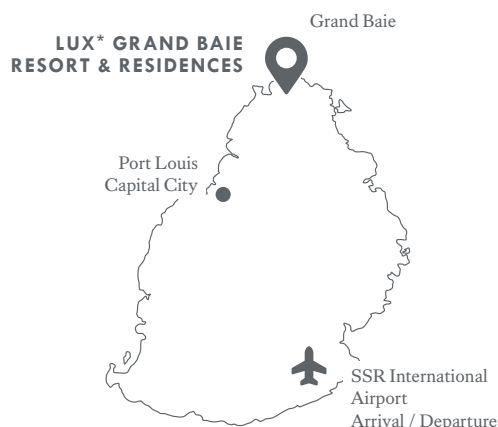 Grand Baie
LUX* GRAND BAIE
RESORT & RESIDENCES
Port Louis
Capital City
SSR International
Airport
Arrival / Departure